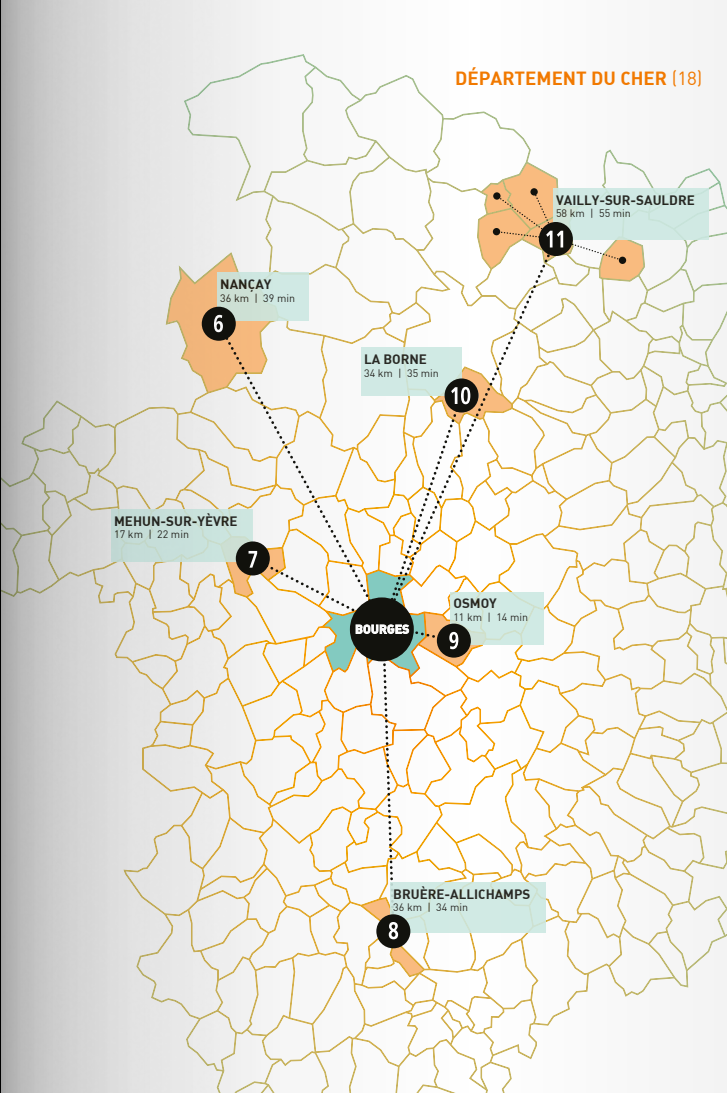 DÉPARTEMENT DU CHER (18)
VAILLY-SUR-SAULDRE
58 km | 55 min
11
NANÇAY
36 km | 39 min
6
LA BORNE
34 km | 35 min
10
MEHUN-SUR-YÈVRE
17 km | 22 min
7
OSMOY
11 km | 14 min
BOURGES
9
BRUÈRE-ALLICHAMPS
36 km | 34 min
8